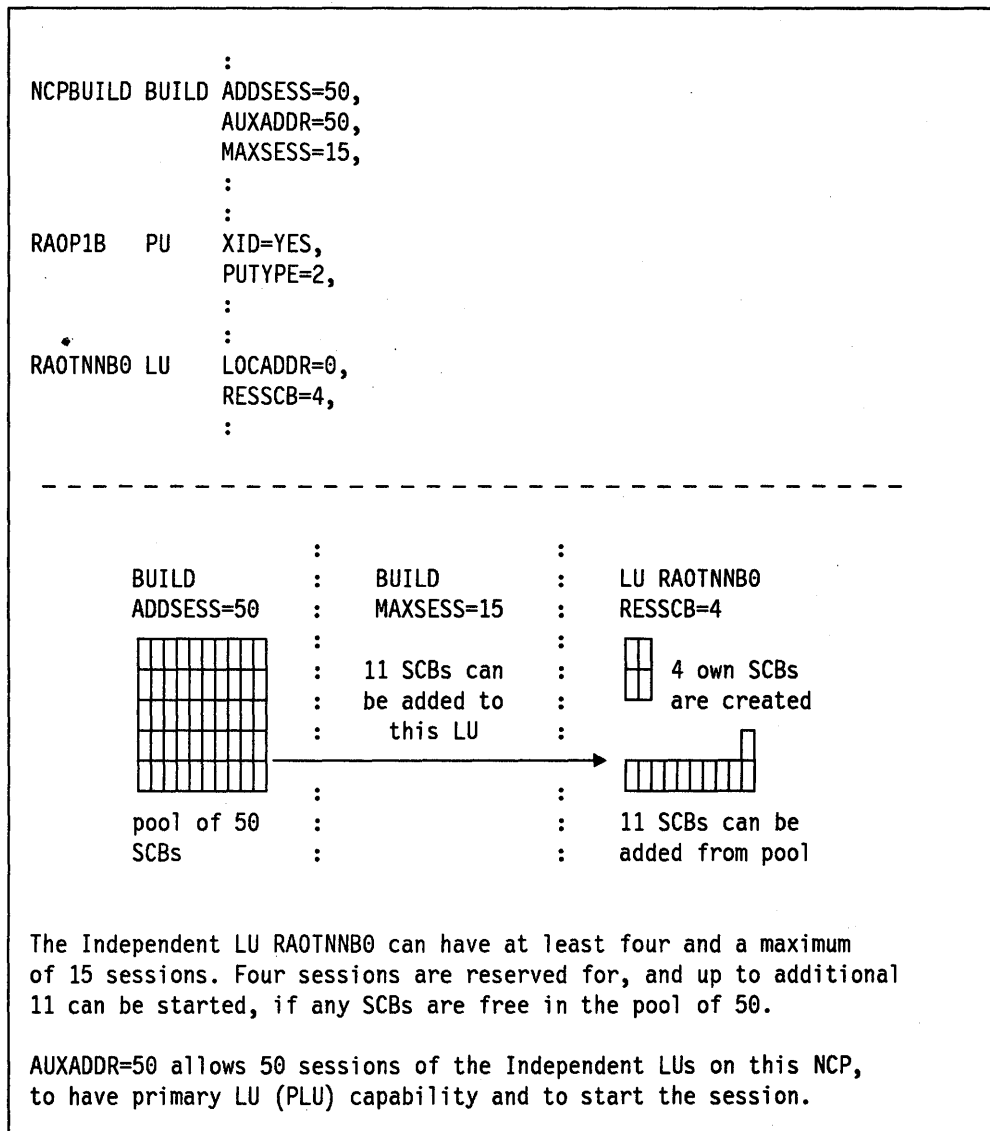 :
NCPBUILD BUILD ADDSESS=50,
AUXADDR=50,
MAXSESS=15,
:
:
RAOP1B PU XID=YES,
PUTYPE=2,
:
:
RAOTNNB0 LU LOCADDR=0,
RESSCB=4,
:
: :
BUILD : BUILD : LU RAOTNNB0
ADDSESS=50 : MAXSESS=15 : RESSCB=4
: :
: 11 SCBs can : 4 own SCBs
: be added to : are created
: this LU :
: :
pool of 50 : : 11 SCBs can be
SCBs : : added from pool
The Independent LU RAOTNNB0 can have at least four and a maximum
of 15 sessions. Four sessions are reserved for, and up to additional
11 can be started, if any SCBs are free in the pool of 50.
AUXADDR=50 allows 50 sessions of the Independent LUs on this NCP,
to have primary LU (PLU) capability and to start the session.